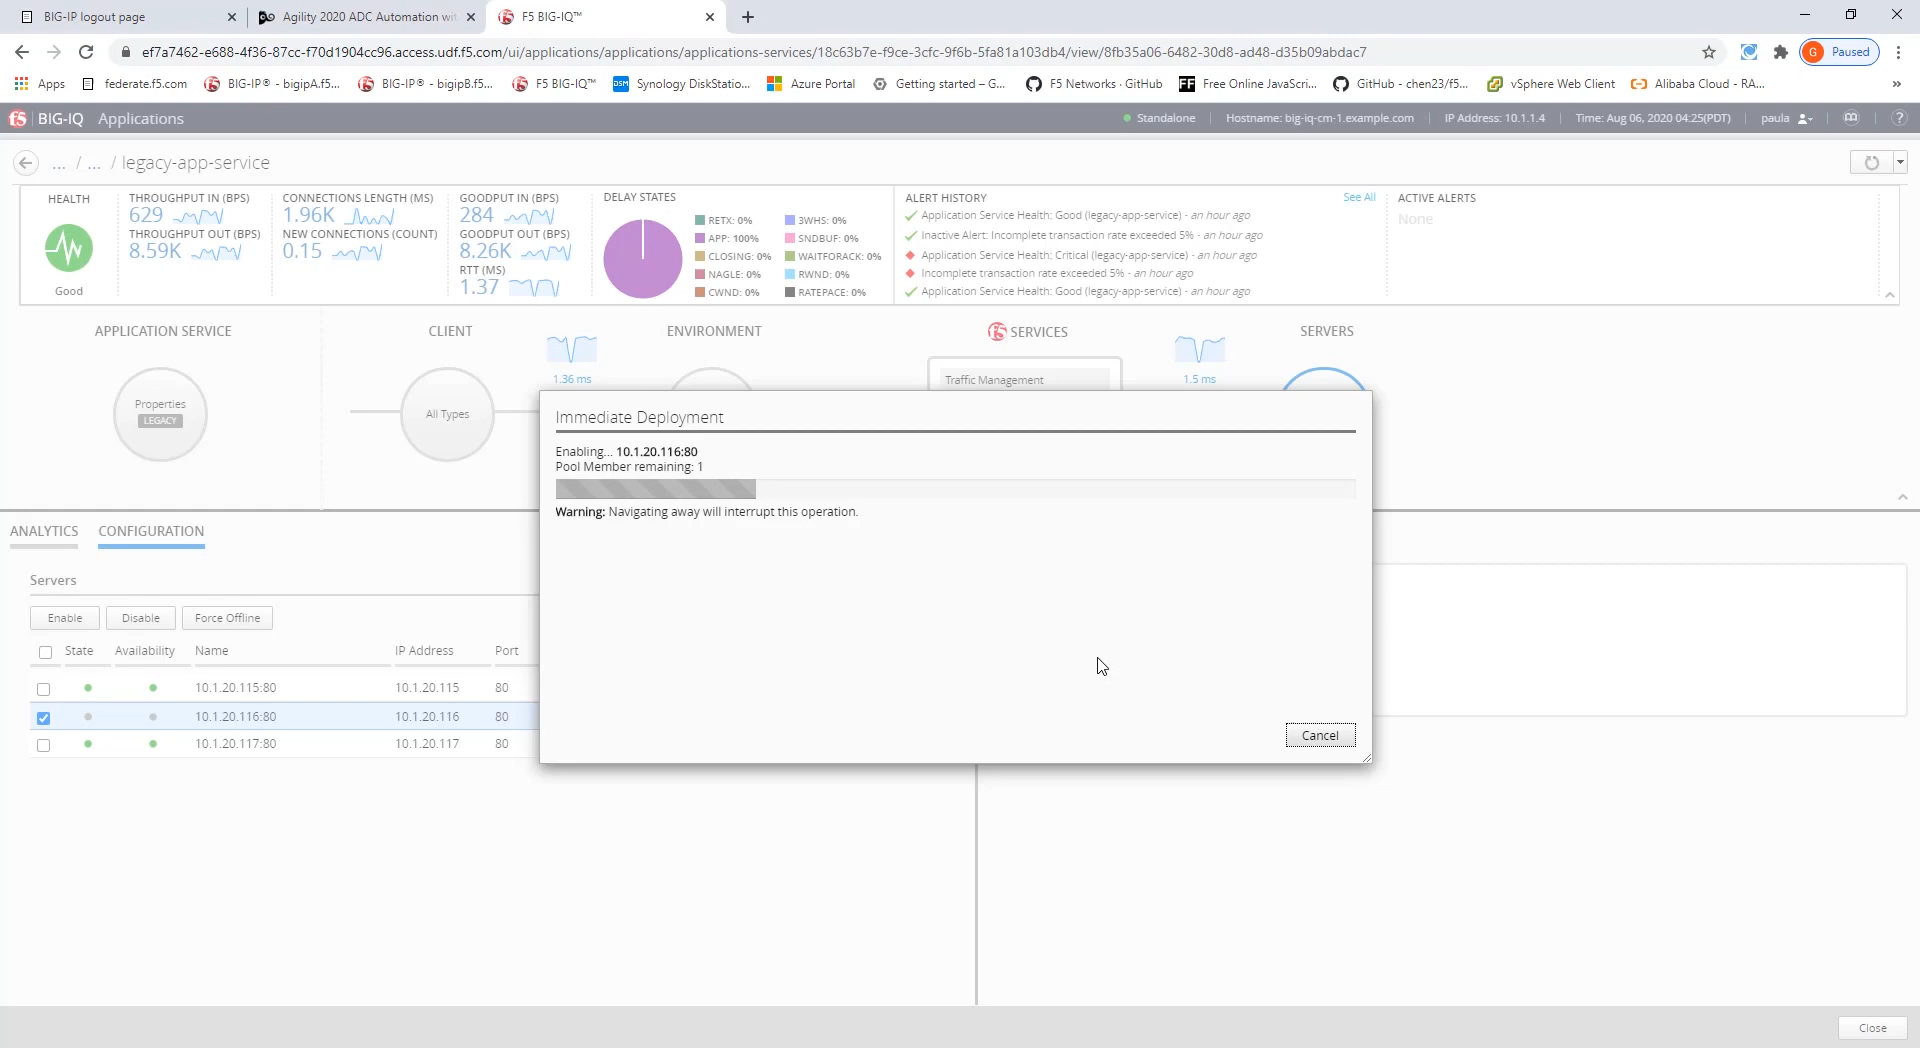 BIG-IP logout page
Agility 2020 ADC Automation wit
F5 BIG-IQ™
ef7a7462-e688-4f36-87cc-f70d1904cc96.access.udf.f5.com/ui/applications/applications/applications-services/18c63b7e-f9ce-3cfc-9f6b-5fa81a103db4/view/8fb35a06-6482-30d8-ad48-d35b09abdac7
G Paused
Apps
federate.f5.com
BIG-IP® - bigipA.f5...
BIG-IP® - bigipB.f5...
F5 BIG-IQ™
DSM Synology DiskStatio...
Azure Portal
Getting started – G...
F5 Networks · GitHub
FF Free Online JavaScri...
GitHub - chen23/f5...
vSphere Web Client
Alibaba Cloud - RA...
»
f5 BIG-IQ Applications
Standalone
Hostname: big-iq-cm-1.example.com
IP Address: 10.1.1.4
Time: Aug 06, 2020 04:25(PDT)
paula
?
... / ... / legacy-app-service
HEALTH
Good
THROUGHPUT IN (BPS)
629
THROUGHPUT OUT (BPS)
8.59K
CONNECTIONS LENGTH (MS)
1.96K
NEW CONNECTIONS (COUNT)
0.15
GOODPUT IN (BPS)
284
GOODPUT OUT (BPS)
8.26K
RTT (MS)
1.37
DELAY STATES
RETX: 0%
APP: 100%
CLOSING: 0%
NAGLE: 0%
CWND: 0%
3WHS: 0%
SNDBUF: 0%
WAITFORACK: 0%
RWND: 0%
RATEPACE: 0%
ALERT HISTORY
See All
Application Service Health: Good (legacy-app-service) - an hour ago
Inactive Alert: Incomplete transaction rate exceeded 5% - an hour ago
Application Service Health: Critical (legacy-app-service) - an hour ago
Incomplete transaction rate exceeded 5% - an hour ago
Application Service Health: Good (legacy-app-service) - an hour ago
ACTIVE ALERTS
None
APPLICATION SERVICE
CLIENT
ENVIRONMENT
f5 SERVICES
SERVERS
1.36 ms
Traffic Management
1.5 ms
Properties
LEGACY
All Types
Immediate Deployment
Enabling... 10.1.20.116:80
Pool Member remaining: 1
Warning: Navigating away will interrupt this operation.
Cancel
ANALYTICS
CONFIGURATION
Servers
Enable
Disable
Force Offline
State Availability Name IP Address Port
10.1.20.115:80 10.1.20.115 80
10.1.20.116:80 10.1.20.116 80
10.1.20.117:80 10.1.20.117 80
Close